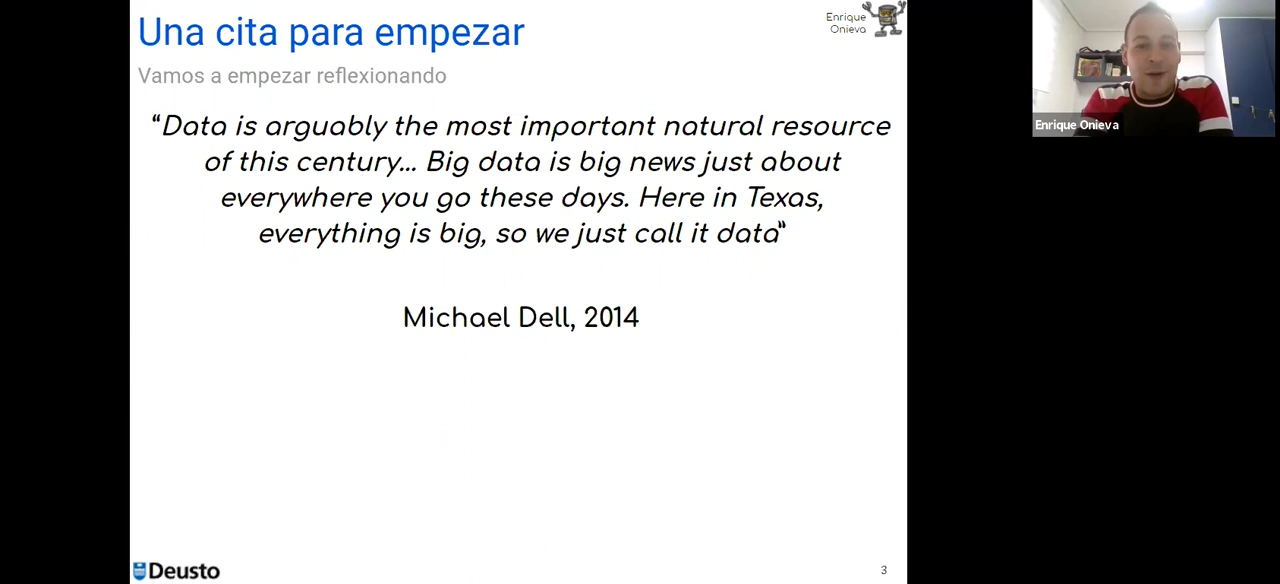 Una cita para empezar
Vamos a empezar reflexionando
Enrique
Onieva
“Data is arguably the most important natural resource
of this century... Big data is big news just about
everywhere you go these days. Here in Texas,
everything is big, so we just call it data”
Michael Dell, 2014
Deusto
3
Enrique Onieva